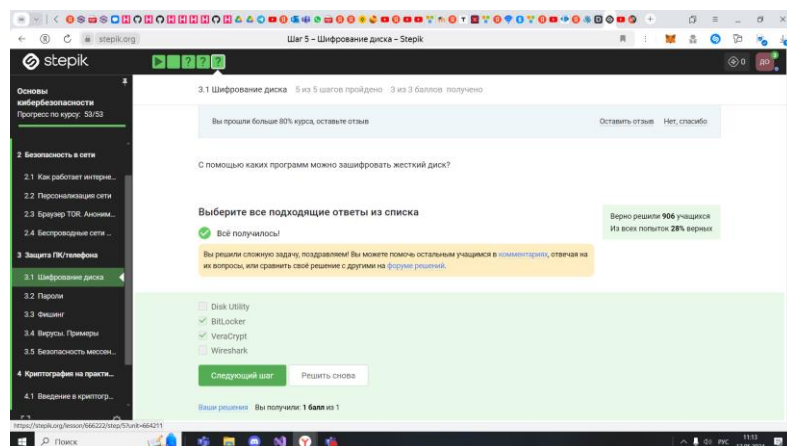 stepik.org
Шаг 5 – Шифрование диска – Stepik
stepik
? ? ?
0
ДО
Основы кибербезопасности
Прогресс по курсу: 53/53
3.1 Шифрование диска 5 из 5 шагов пройдено 3 из 3 баллов получено
Вы прошли больше 80% курса, оставьте отзыв
Оставить отзыв Нет, спасибо
2 Безопасность в сети
2.1 Как работает интерне...
2.2 Персонализация сети
2.3 Браузер TOR. Аноним...
2.4 Беспроводные сети ...
3 Защита ПК/телефона
3.1 Шифрование диска
3.2 Пароли
3.3 Фишинг
3.4 Вирусы. Примеры
3.5 Безопасность мессен...
4 Криптография на практи...
4.1 Введение в криптогр...
С помощью каких программ можно зашифровать жесткий диск?
Выберите все подходящие ответы из списка
Всё получилось!
Верно решили 906 учащихся
Из всех попыток 28% верных
Вы решили сложную задачу, поздравляем! Вы можете помочь остальным учащимся в комментариях, отвечая на
их вопросы, или сравнить своё решение с другими на форуме решений.
Disk Utility
BitLocker
VeraCrypt
Wireshark
Следующий шаг
Решить снова
Ваши решения Вы получили: 1 балл из 1
https://stepik.org/lesson/666222/step/5?unit=664211
Поиск
РУС
11:13